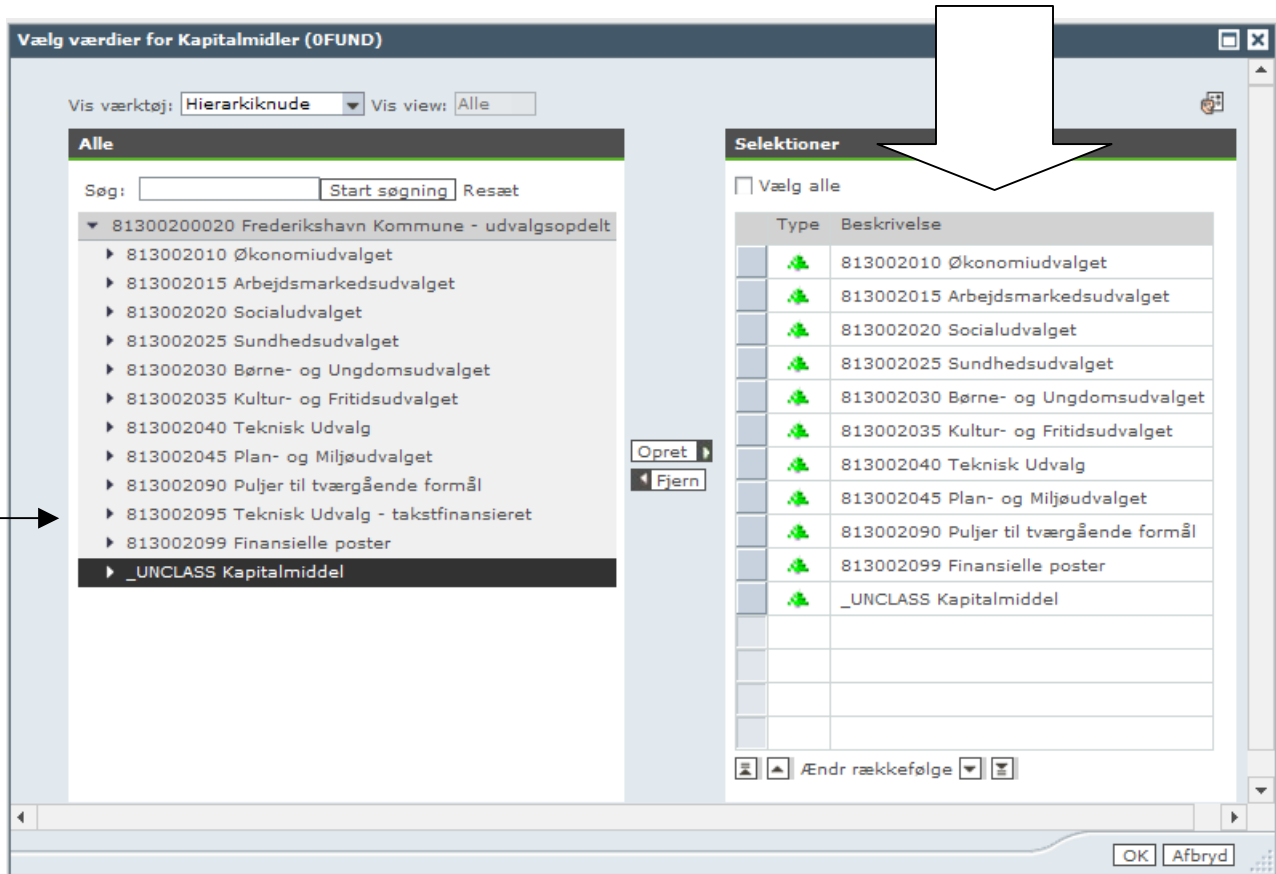 Vælg værdier for Kapitalmidler (0FUND)
Vis værktøj: Hierarkiknude Vis view: Alle
Alle
Søg: Start søgning Resæt
81300200020 Frederikshavn Kommune - udvalgsopdelt
813002010 Økonomiudvalget
813002015 Arbejdsmarkedsudvalget
813002020 Socialudvalget
813002025 Sundhedsudvalget
813002030 Børne- og Ungdomsudvalget
813002035 Kultur- og Fritidsudvalget
813002040 Teknisk Udvalg
813002045 Plan- og Miljøudvalget
813002090 Puljer til tværgående formål
813002095 Teknisk Udvalg - takstfinansieret
813002099 Finansielle poster
_UNCLASS Kapitalmiddel
Opret
Fjern
Selektioner
Vælg alle
Type Beskrivelse
813002010 Økonomiudvalget
813002015 Arbejdsmarkedsudvalget
813002020 Socialudvalget
813002025 Sundhedsudvalget
813002030 Børne- og Ungdomsudvalget
813002035 Kultur- og Fritidsudvalget
813002040 Teknisk Udvalg
813002045 Plan- og Miljøudvalget
813002090 Puljer til tværgående formål
813002099 Finansielle poster
_UNCLASS Kapitalmiddel
Ændr rækkefølge
OK Afbryd